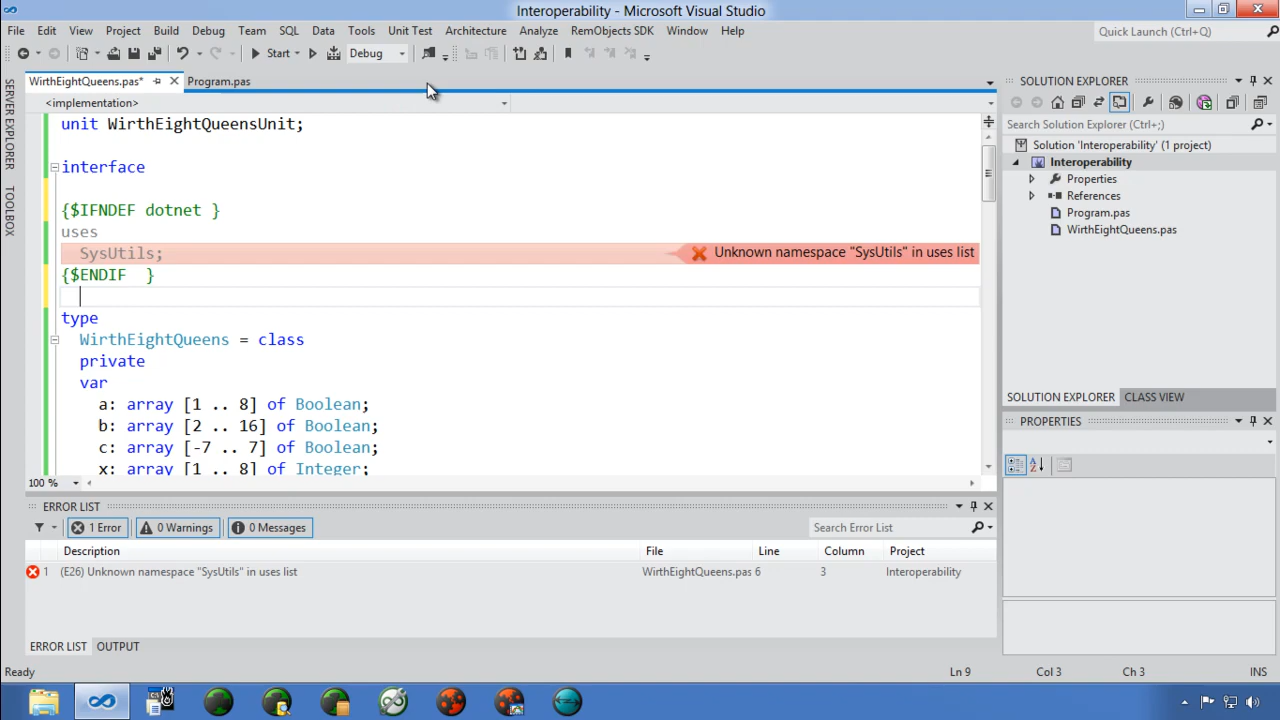 Interoperability - Microsoft Visual Studio
File Edit View Project Build Debug Team SQL Data Tools Unit Test Architecture Analyze RemObjects SDK Window Help
Quick Launch (Ctrl+Q)
Start Debug
WirthEightQueens.pas* Program.pas
<implementation>
SERVER EXPLORER
TOOLBOX
unit WirthEightQueensUnit;
interface
{$IFNDEF dotnet }
uses
SysUtils;
Unknown namespace "SysUtils" in uses list
{$ENDIF  }
type
WirthEightQueens = class
private
var
a: array [1 .. 8] of Boolean;
b: array [2 .. 16] of Boolean;
c: array [-7 .. 7] of Boolean;
x: array [1 .. 8] of Integer;
100 %
SOLUTION EXPLORER
Search Solution Explorer (Ctrl+;)
Solution 'Interoperability' (1 project)
Interoperability
Properties
References
Program.pas
WirthEightQueens.pas
SOLUTION EXPLORER CLASS VIEW
PROPERTIES
ERROR LIST
1 Error 0 Warnings 0 Messages
Search Error List
Description File Line Column Project
1 (E26) Unknown namespace "SysUtils" in uses list WirthEightQueens.pas 6 3 Interoperability
ERROR LIST OUTPUT
Ready Ln 9 Col 3 Ch 3 INS